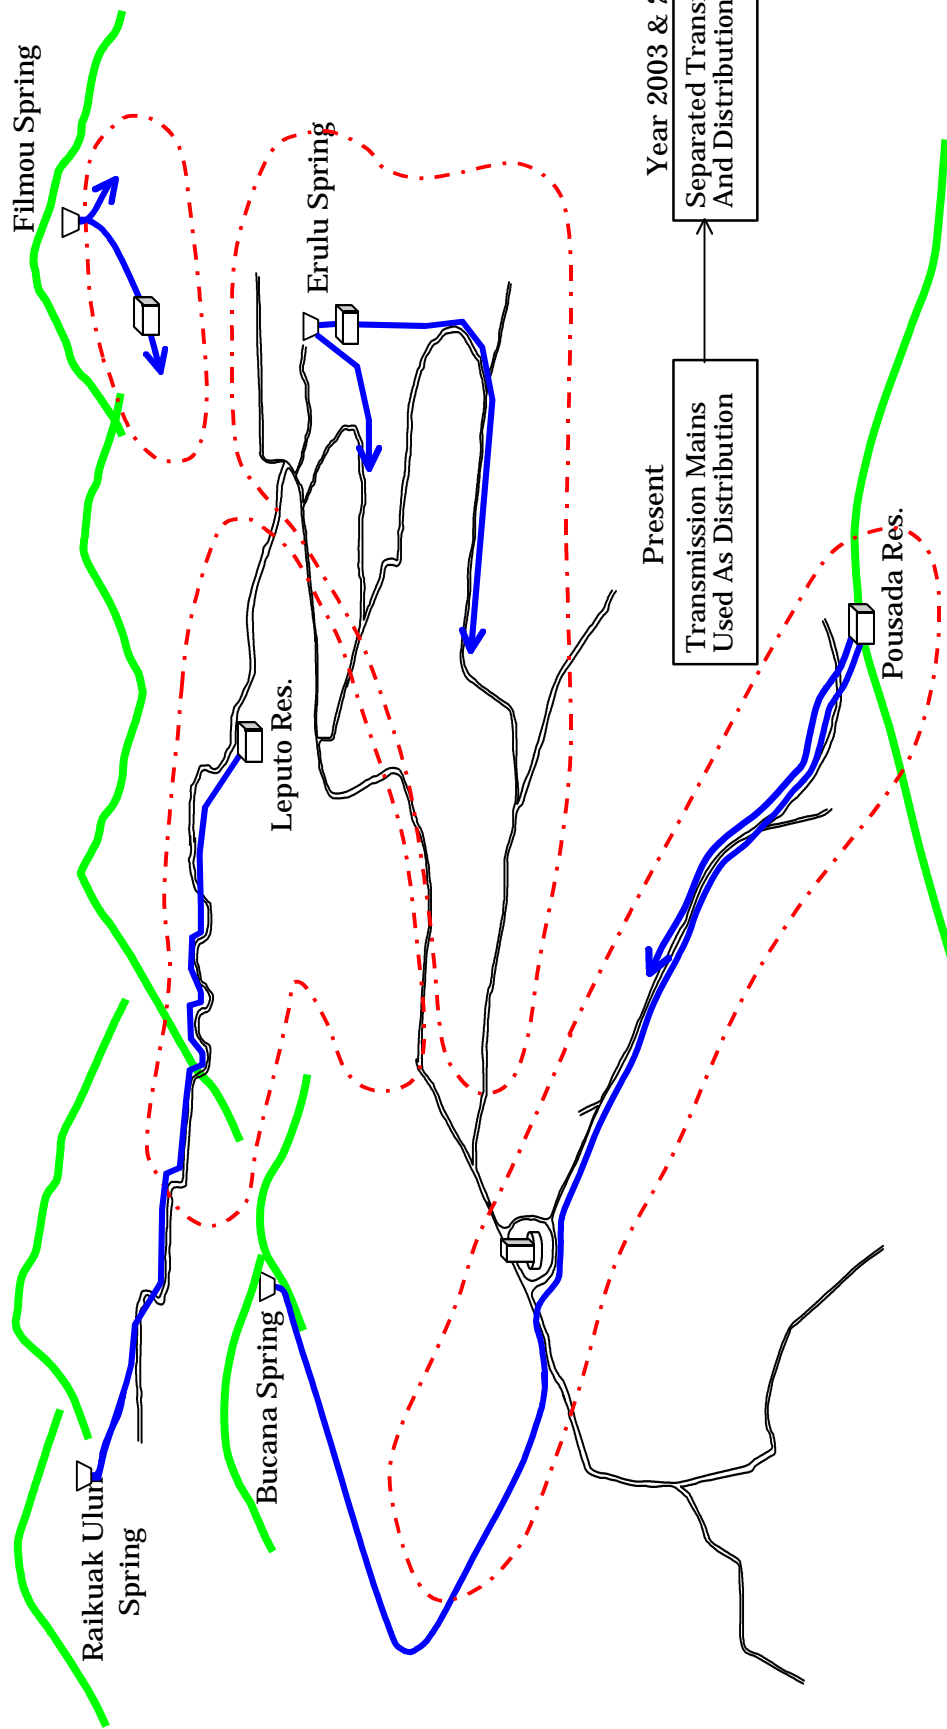 Filmou Spring
Erulu Spring
Leputo Res.
Raikuak Ulun
Spring
Bucana Spring
Pousada Res.
Present
Transmission Mains
Used As Distribution
Year 2003 &
Separated
And Distribution